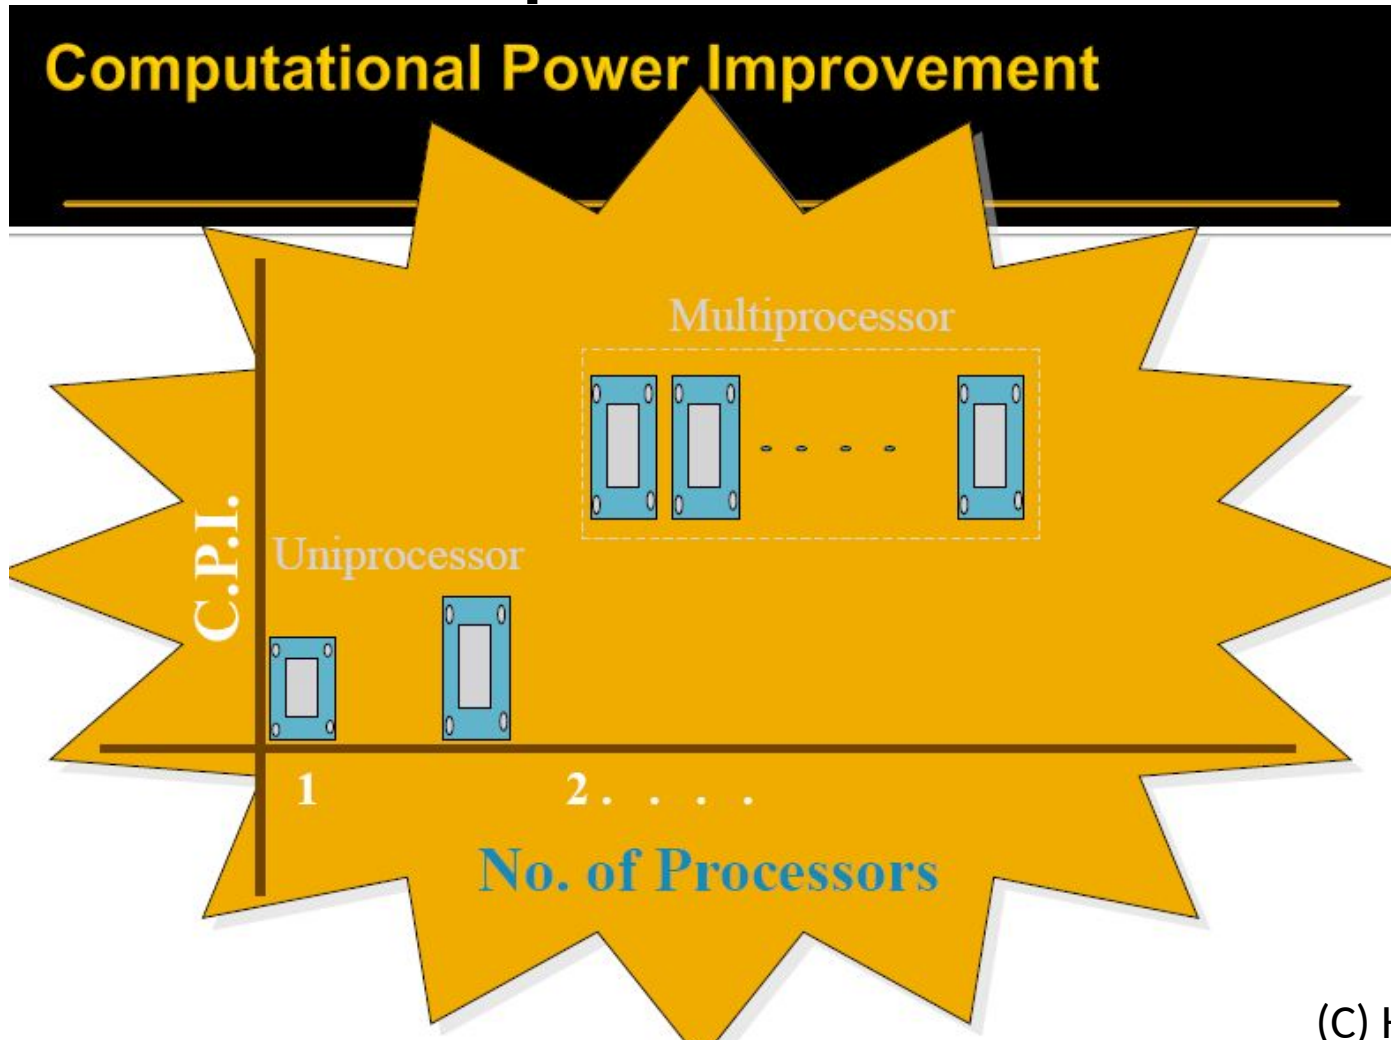 Computational Power Improvement
Multiprocessor
C.P.I.
Uniprocessor
1
2 . . . .
No. of Processors
(C)